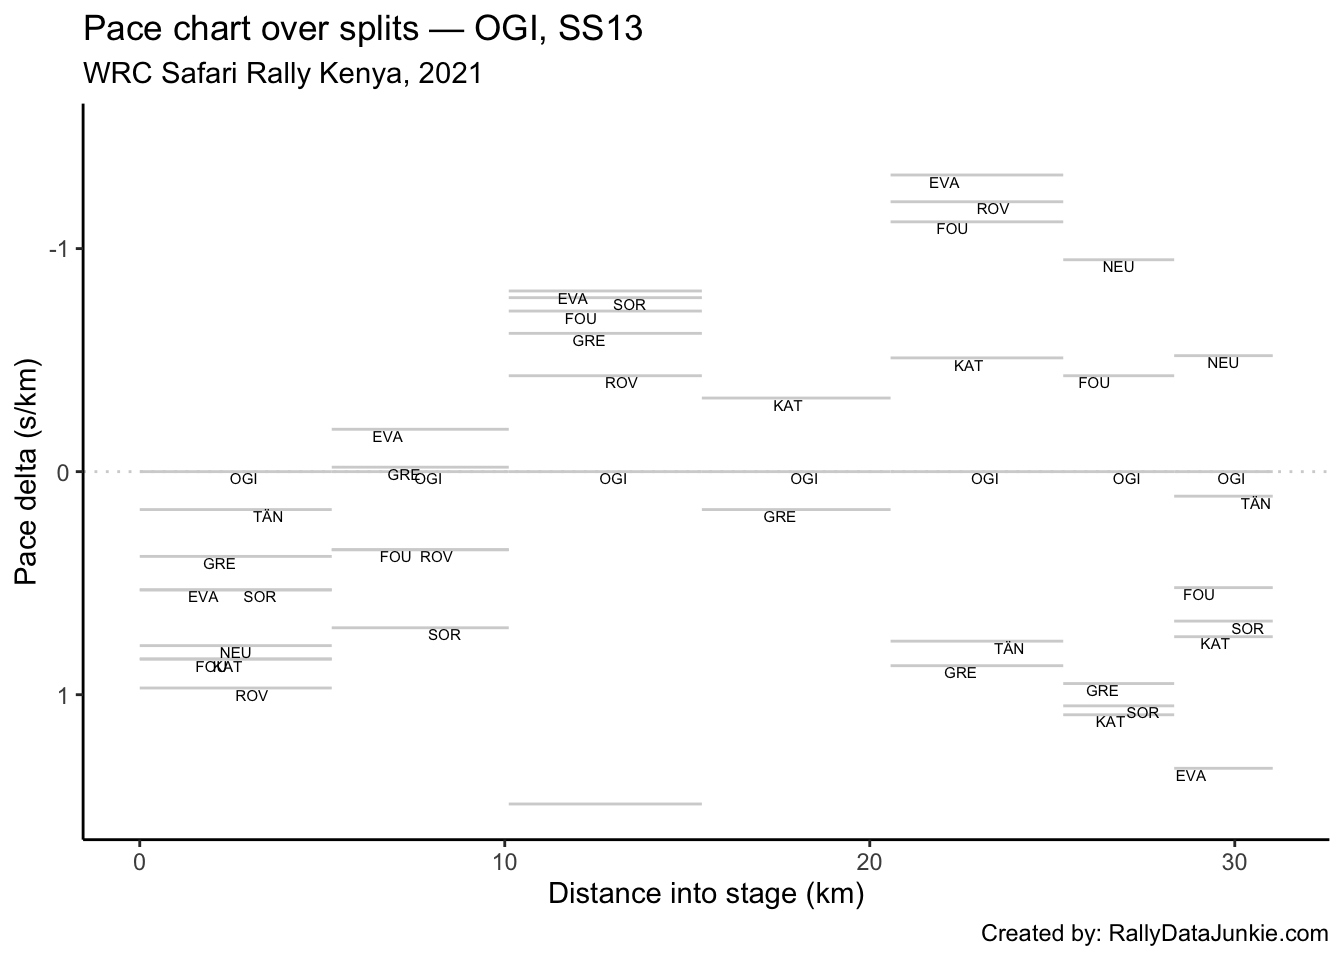 Pace chart over splits — OGI, SS13
WRC Safari Rally Kenya, 2021
EVA
ROV
FOU
-1
NEU
EVA SOR
FOU
GRE
NEU
KAT
FOU
ROV
KAT
EVA
0
GRE
OGI OGI OGI OGI OGI OGI OGI
TÄN
TÄN
GRE
FOU ROV
GRE
EVA SOR
FOU
SOR
SOR
KAT
NEU
TÄN
FOU KAT
GRE
ROV
1
GRE
SOR
KAT
EVA
Pace delta (s/km)
0 10 20 30
Distance into stage (km)
Created by: RallyDataJunkie.com